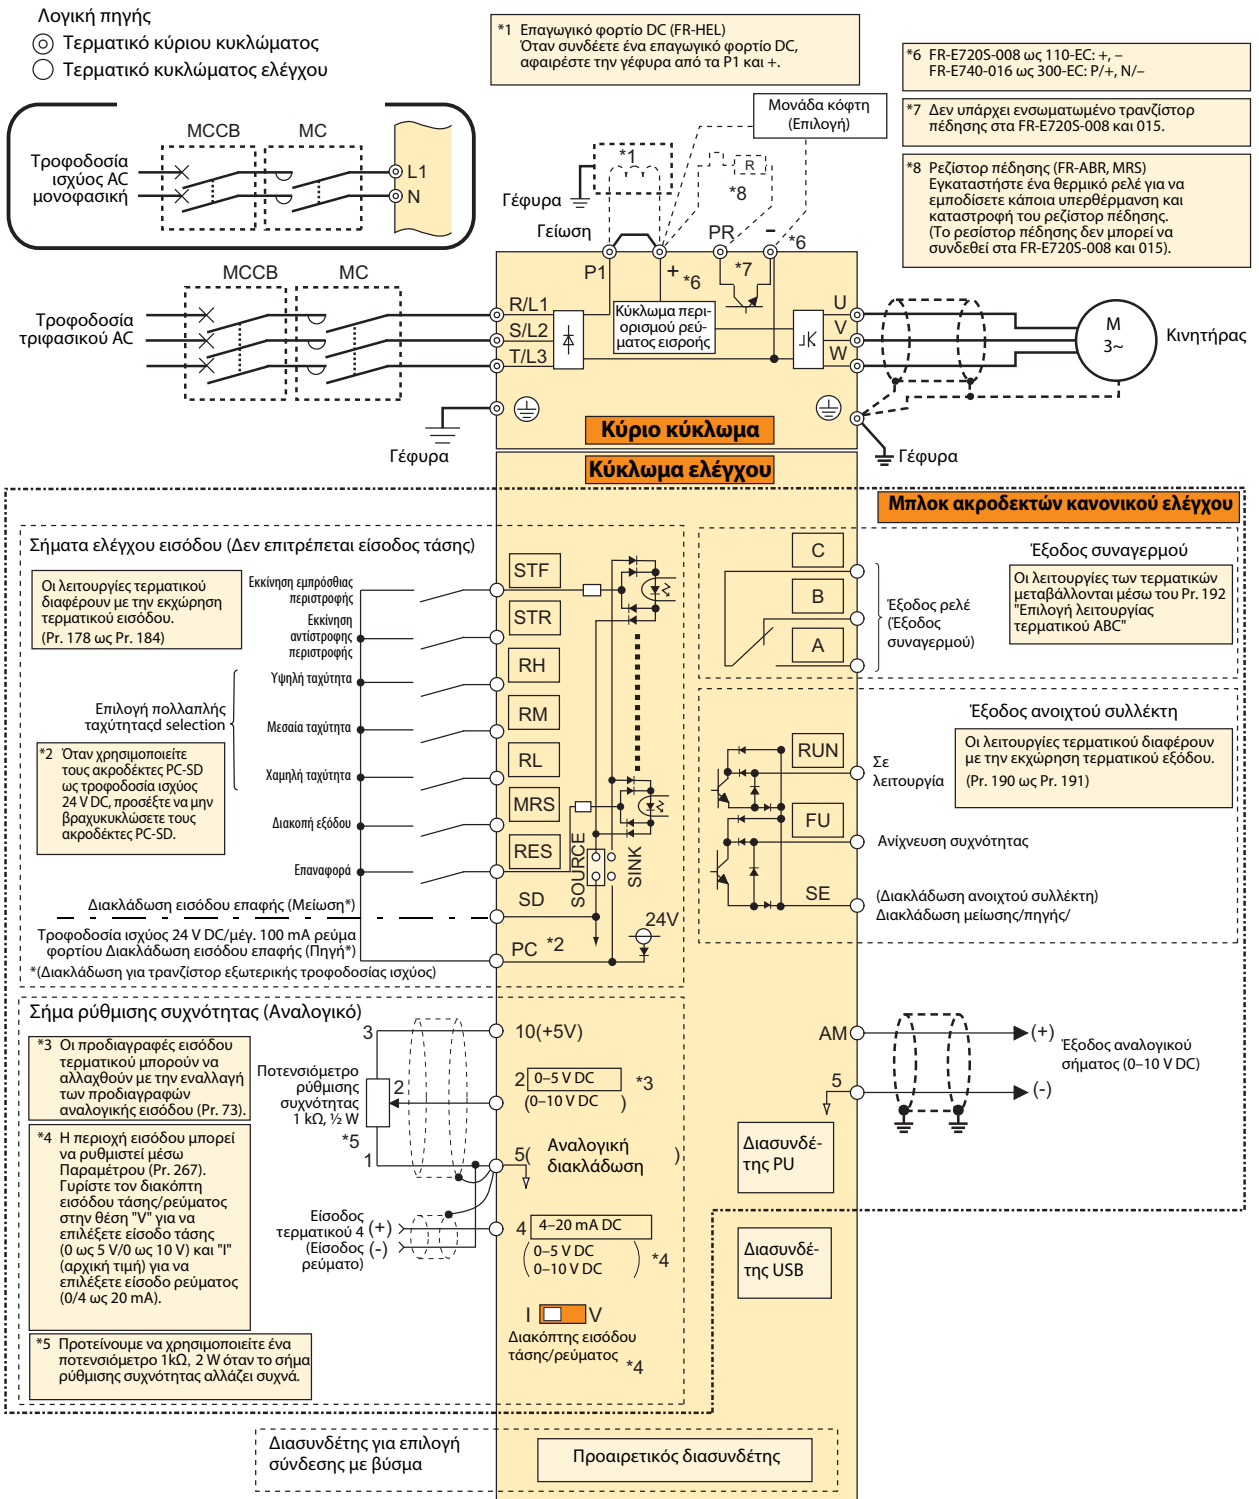 Λογική πηγής
Τερματικό κύριου κυκλώματος
Τερματικό κυκλώματος ελέγχου
*1 Επαγωγικό φορτίο DC (FR-HEL)
Όταν συνδέετε ένα επαγωγικό φορτίο DC,
αφαιρέστε την γέφυρα από τα P1 και +.
*6 FR-E720S-008 ως 110-EC: +, –
FR-E740-016 ως 300-EC: P/+, N/–
*7 Δεν υπάρχει ενσωματωμένο τρανζίστορ
πέδησης στα FR-E720S-008 και 015.
*8 Ρεζίστορ πέδησης (FR-ABR, MRS)
Εγκαταστήστε ένα θερμικό ρελέ για να
εμποδίσετε κάποια υπερθέρμανση και
καταστροφή του ρεζίστορ πέδησης.
(Το ρεσίστορ πέδησης δεν μπορεί να
συνδεθεί στα FR-E720S-008 και 015).
Μονάδα κόφτη
(Επιλογή)
MCCB MC
Τροφοδοσία
ισχύος AC
μονοφασική
L1
N
*1
R
*8
Γέφυρα
Γείωση
PR
–
*6
P1
+
*6
*7
MCCB MC
Τροφοδοσία
τριφασικού AC
R/L1
S/L2
T/L3
Κύκλωμα περι-
ορισμού ρεύ-
ματος εισροής
U
V
W
M
3~
Κινητήρας
Γέφυρα
Γέφυρα
Κύριο κύκλωμα
Κύκλωμα ελέγχου
Μπλοκ ακροδεκτών κανονικού ελέγχου
Σήματα ελέγχου εισόδου (Δεν επιτρέπεται είσοδος τάσης)
Οι λειτουργίες τερματικού
διαφέρουν με την εκχώρηση
τερματικού εισόδου.
(Pr. 178 ως Pr. 184)
Εκκίνηση εμπρόσθιας
περιστροφής
Εκκίνηση
αντίστροφης
περιστροφής
Υψηλή ταχύτητα
Μεσαία ταχύτητα
Χαμηλή ταχύτητα
Διακοπή εξόδου
Επαναφορά
Επιλογή πολλαπλής
ταχύτηταςd selection
*2 Όταν χρησιμοποιείτε
τους ακροδέκτες PC-SD
ως τροφοδοσία ισχύος
24 V DC, προσέξτε να μην
βραχυκυκλώσετε τους
ακροδέκτες PC-SD.
STF
STR
RH
RM
RL
MRS
RES
SD
PC *2
SOURCE
SINK
24V
Διακλάδωση εισόδου επαφής (Μείωση*)
Τροφοδοσία ισχύος 24 V DC/μέγ. 100 mA ρεύμα
φορτίου Διακλάδωση εισόδου επαφής (Πηγή*)
*(Διακλάδωση για τρανζίστορ εξωτερικής τροφοδοσίας ισχύος)
C
B
A
Έξοδος συναγερμού
Έξοδος ρελέ
(Έξοδος
συναγερμού)
Οι λειτουργίες των τερματικών
μεταβάλλονται μέσω του Pr. 192
"Επιλογή λειτουργίας
τερματικού ABC"
Έξοδος ανοιχτού συλλέκτη
RUN
FU
SE
Σε
λειτουργία
Οι λειτουργίες τερματικού διαφέρουν
με την εκχώρηση τερματικού εξόδου.
(Pr. 190 ως Pr. 191)
Ανίχνευση συχνότητας
(Διακλάδωση ανοιχτού συλλέκτη)
Διακλάδωση μείωσης/πηγής/
Σήμα ρύθμισης συχνότητας (Αναλογικό)
*3 Οι προδιαγραφές εισόδου
τερματικού μπορούν να
αλλαχθούν με την εναλλαγή
των προδιαγραφών
αναλογικής εισόδου (Pr. 73).
*4 Η περιοχή εισόδου μπορεί
να ρυθμιστεί μέσω
Παραμέτρου (Pr. 267).
Γυρίστε τον διακόπτη
εισόδου τάσης/ρεύματος
στην θέση "V" για να
επιλέξετε είσοδο τάσης
(0 ως 5 V/0 ως 10 V) και "I"
(αρχική τιμή) για να
επιλέξετε είσοδο ρεύματος
(0/4 ως 20 mA).
*5 Προτείνουμε να χρησιμοποιείτε ένα
ποτενσιόμετρο 1kΩ, 2 W όταν το σήμα
ρύθμισης συχνότητας αλλάζει συχνά.
Ποτενσιόμετρο
ρύθμισης
συχνότητας
1 kΩ, ½ W
*5
3
2
1
10(+5V)
2 0–5 V DC *3
(0–10 V DC )
5( Αναλογική
διακλάδωση )
Είσοδος
τερματικού 4 (+)
(Είσοδος (-)
ρεύματο)
4 4–20 mA DC
(0–5 V DC
0–10 V DC) *4
I V
Διακόπτης εισόδου
τάσης/ρεύματος *4
AM
5
(+)
(-)
Έξοδος αναλογικού
σήματος (0–10 V DC)
Διασυνδέ-
της PU
Διασυνδέ-
της USB
Διασυνδέτης για επιλογή
σύνδεσης με βύσμα
Προαιρετικός διασυνδέτης